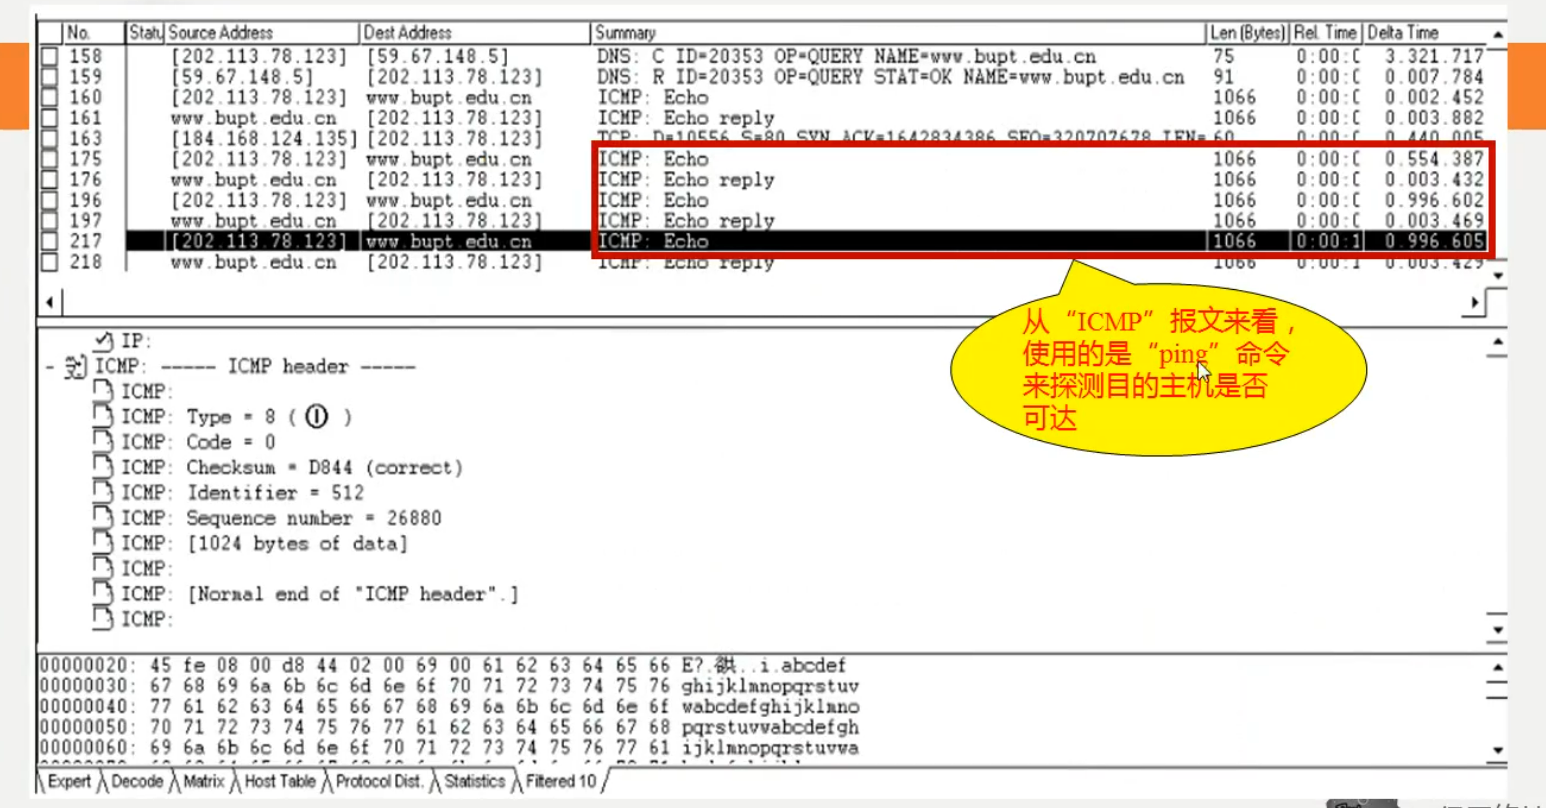 No. Statu Source Address Dest Address Summary Len (Bytes) Rel. Time Delta Time
158 [202.113.78.123] [59.67.148.5] DNS: C ID=20353 OP=QUERY NAME=www.bupt.edu.cn 75 0:00:0 3.321.717
159 [59.67.148.5] [202.113.78.123] DNS: R ID=20353 OP=QUERY STAT=OK NAME=www.bupt.edu.cn 91 0:00:0 0.007.784
160 [202.113.78.123] www.bupt.edu.cn ICMP: Echo 1066 0:00:0 0.002.452
161 www.bupt.edu.cn [202.113.78.123] ICMP: Echo reply 1066 0:00:0 0.003.882
163 [184.168.124.135] [202.113.78.123] TCP: D=10556 S=80 SYN ACK=1642834386 SEQ=320707678 LEN= 60 0:00:0 0.440.005
175 [202.113.78.123] www.bupt.edu.cn ICMP: Echo 1066 0:00:0 0.554.387
176 www.bupt.edu.cn [202.113.78.123] ICMP: Echo reply 1066 0:00:0 0.003.432
196 [202.113.78.123] www.bupt.edu.cn ICMP: Echo 1066 0:00:0 0.996.602
197 www.bupt.edu.cn [202.113.78.123] ICMP: Echo reply 1066 0:00:0 0.003.469
217 [202.113.78.123] www.bupt.edu.cn ICMP: Echo 1066 0:00:1 0.996.605
218 www.bupt.edu.cn [202.113.78.123] ICMP: Echo reply 1066 0:00:1 0.003.429
从“ICMP”报文来看，
使用的是“ping”命令
来探测目的主机是否
可达
IP:
- ICMP: ----- ICMP header -----
ICMP:
ICMP: Type = 8 ( ① )
ICMP: Code = 0
ICMP: Checksum = D844 (correct)
ICMP: Identifier = 512
ICMP: Sequence number = 26880
ICMP: [1024 bytes of data]
ICMP:
ICMP: [Normal end of "ICMP header".]
ICMP:
00000020: 45 fe 08 00 d8 44 02 00 69 00 61 62 63 64 65 66 E?. ..i.abcdef
00000030: 67 68 69 6a 6b 6c 6d 6e 6f 70 71 72 73 74 75 76 ghijklmnopqrstuv
00000040: 77 61 62 63 64 65 66 67 68 69 6a 6b 6c 6d 6e 6f wabcdefghijklmno
00000050: 70 71 72 73 74 75 76 77 61 62 63 64 65 66 67 68 pqrstuvwabcdefgh
00000060: 69 6a 6b 6c 6d 6e 6f 70 71 72 73 74 75 76 77 61 ijklmnopqrstuvwa
Expert Decode Matrix Host Table Protocol Dist. Statistics Filtered 10